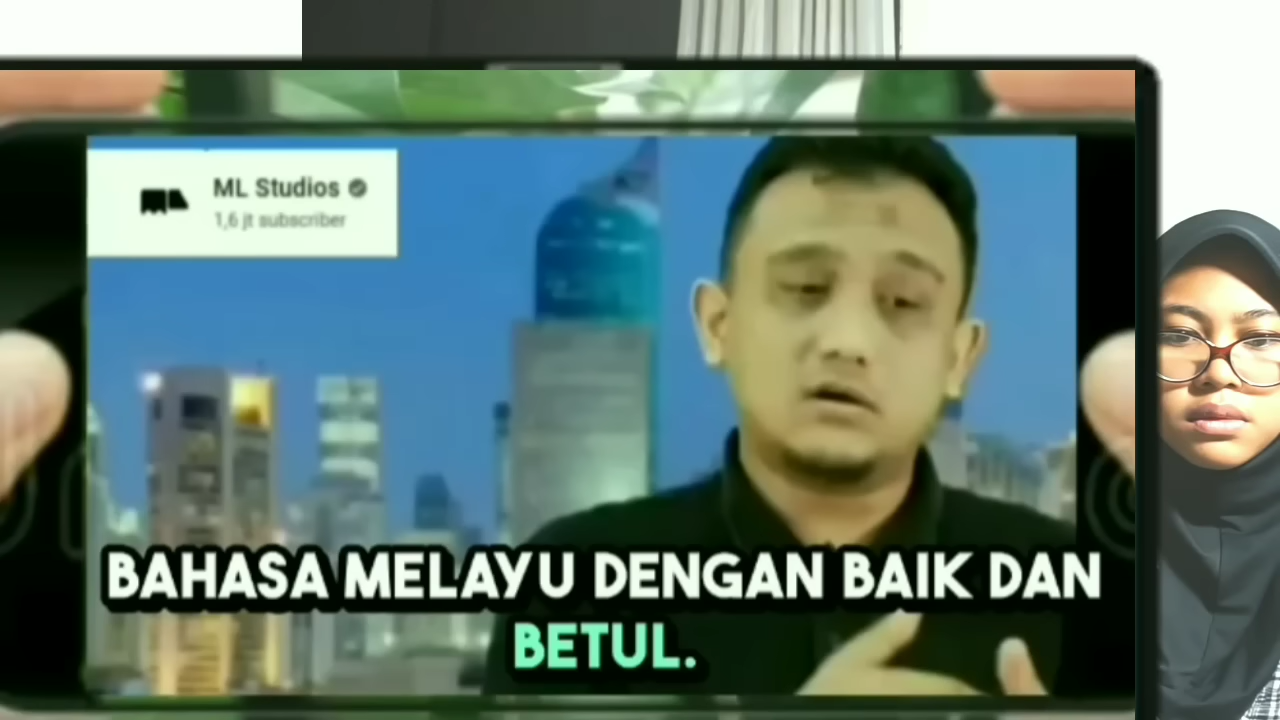 ML Studios
1,6 jt subscriber
BAHASA MELAYU DENGAN BAIK DAN
BETUL.